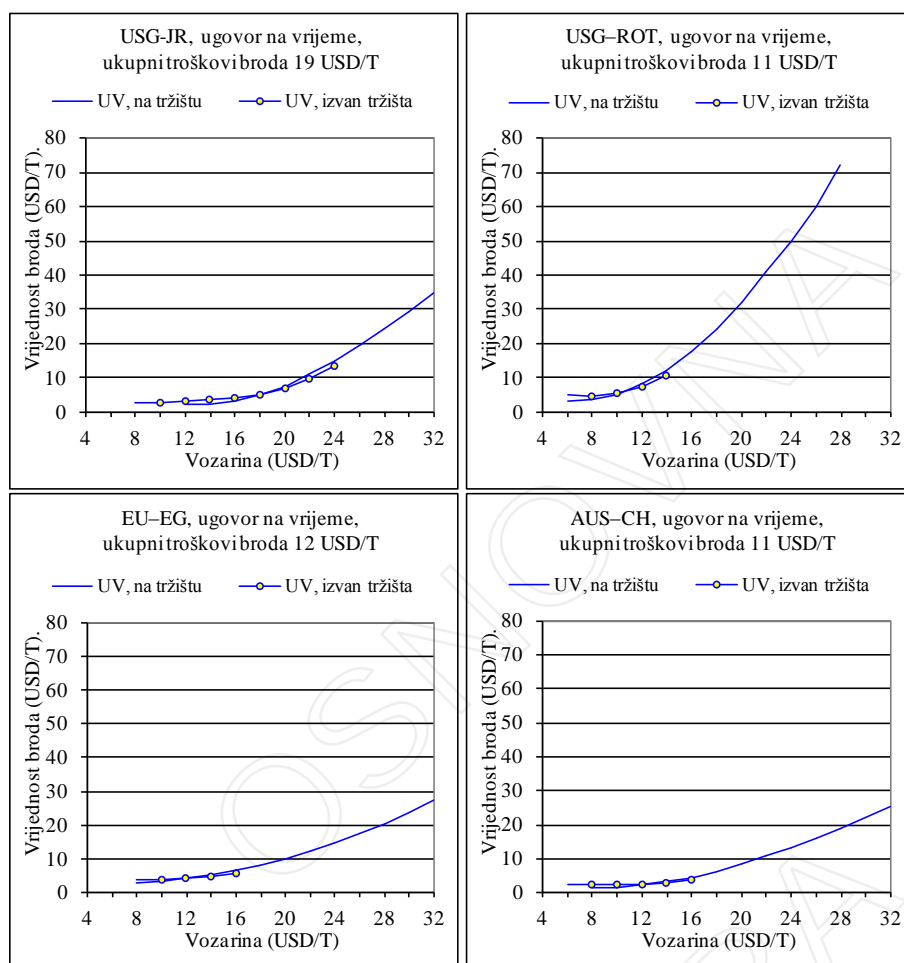 USG-JR, ugovor na vrijeme,
ukupni troškovi broda 19 USD/T
UV, na tržištu
UV, izvan tržišta
Vrijednost broda (USD/T).
80
70
60
50
40
30
20
10
0
4 8 12 16 20 24 28 32
Vozarina (USD/T)
USG–ROT, ugovor na vrijeme,
ukupni troškovi broda 11 USD/T
UV, na tržištu
UV, izvan tržišta
Vrijednost broda (USD/T).
80
70
60
50
40
30
20
10
0
4 8 12 16 20 24 28 32
Vozarina (USD/T)
EU–EG, ugovor na vrijeme,
ukupni troškovi broda 12 USD/T
UV, na tržištu
UV, izvan tržišta
Vrijednost broda (USD/T).
80
70
60
50
40
30
20
10
0
4 8 12 16 20 24 28 32
Vozarina (USD/T)
AUS–CH, ugovor na vrijeme,
ukupni troškovi broda 11 USD/T
UV, na tržištu
UV, izvan tržišta
Vrijednost broda (USD/T).
80
70
60
50
40
30
20
10
0
4 8 12 16 20 24 28 32
Vozarina (USD/T)
OSNOVNA